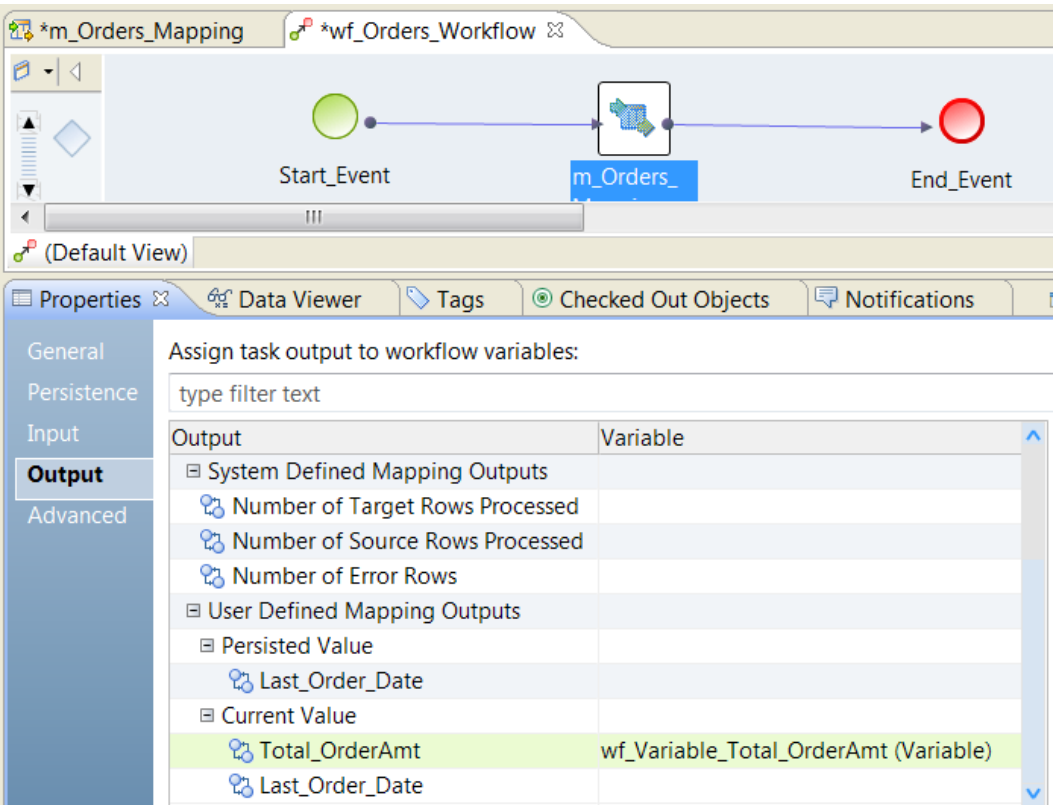 *m_Orders_Mapping
*wf_Orders_Workflow
Start_Event
m_Orders_
End_Event
(Default View)
Properties
Data Viewer
Tags
Checked Out Objects
Notifications
General
Persistence
Input
Output
Advanced
Assign task output to workflow variables:
type filter text
Output Variable
System Defined Mapping Outputs
Number of Target Rows Processed
Number of Source Rows Processed
Number of Error Rows
User Defined Mapping Outputs
Persisted Value
Last_Order_Date
Current Value
Total_OrderAmt wf_Variable_Total_OrderAmt (Variable)
Last_Order_Date